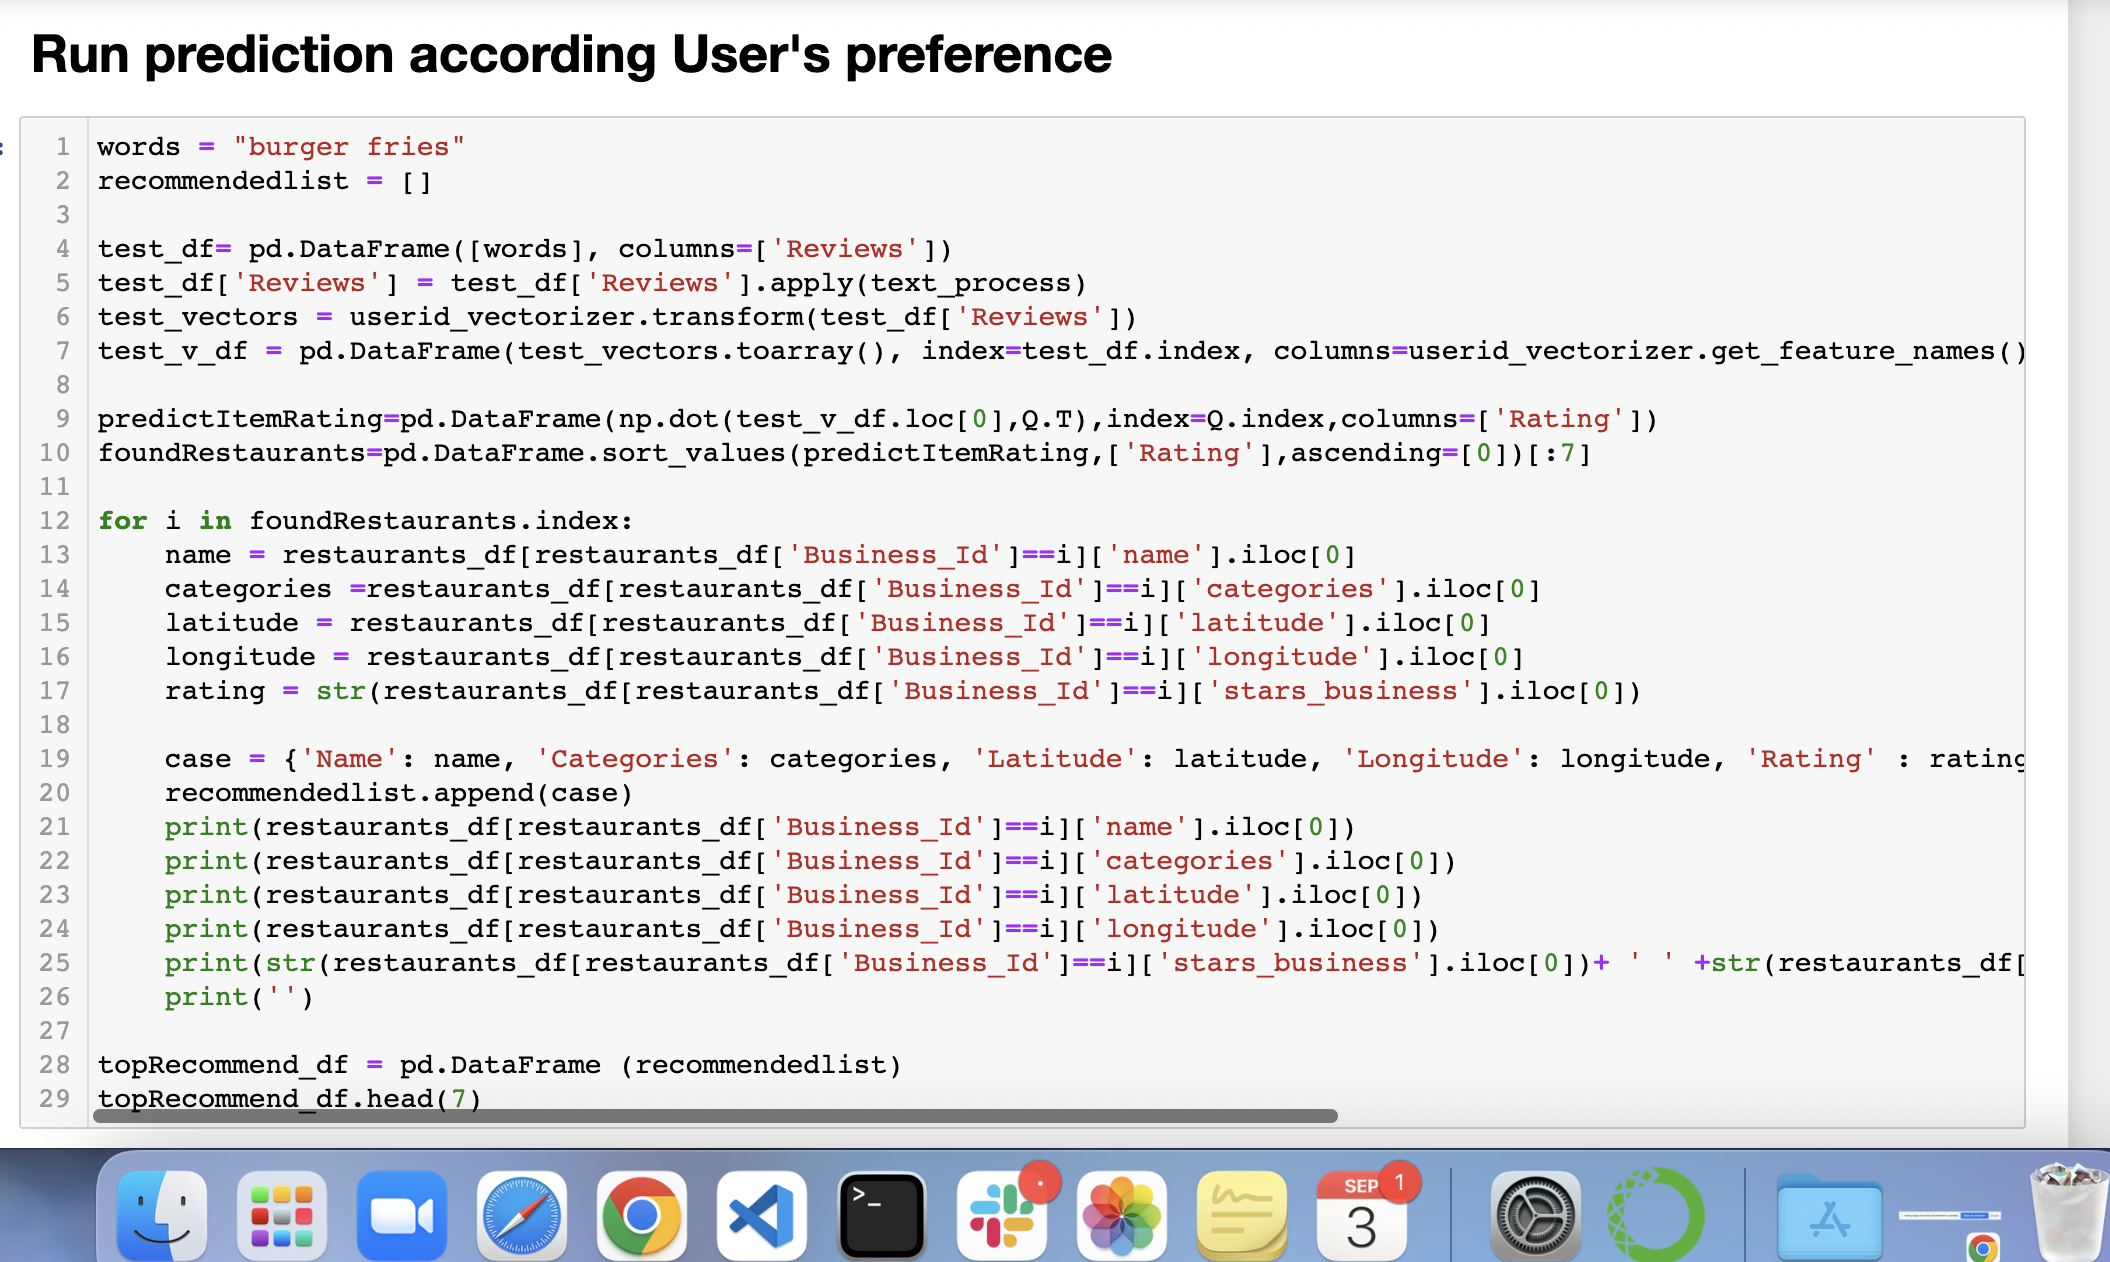 Run prediction according User's preference
:
1 words = "burger fries"
2 recommendedlist = []
3
4 test_df= pd.DataFrame([words], columns=['Reviews'])
5 test_df['Reviews'] = test_df['Reviews'].apply(text_process)
6 test_vectors = userid_vectorizer.transform(test_df['Reviews'])
7 test_v_df = pd.DataFrame(test_vectors.toarray(), index=test_df.index, columns=userid_vectorizer.get_feature_names()
8
9 predictItemRating=pd.DataFrame(np.dot(test_v_df.loc[0],Q.T),index=Q.index,columns=['Rating'])
10 foundRestaurants=pd.DataFrame.sort_values(predictItemRating,['Rating'],ascending=[0])[:7]
11
12 for i in foundRestaurants.index:
13     name = restaurants_df[restaurants_df['Business_Id']==i]['name'].iloc[0]
14     categories =restaurants_df[restaurants_df['Business_Id']==i]['categories'].iloc[0]
15     latitude = restaurants_df[restaurants_df['Business_Id']==i]['latitude'].iloc[0]
16     longitude = restaurants_df[restaurants_df['Business_Id']==i]['longitude'].iloc[0]
17     rating = str(restaurants_df[restaurants_df['Business_Id']==i]['stars_business'].iloc[0])
18
19     case = {'Name': name, 'Categories': categories, 'Latitude': latitude, 'Longitude': longitude, 'Rating' : rating
20     recommendedlist.append(case)
21     print(restaurants_df[restaurants_df['Business_Id']==i]['name'].iloc[0])
22     print(restaurants_df[restaurants_df['Business_Id']==i]['categories'].iloc[0])
23     print(restaurants_df[restaurants_df['Business_Id']==i]['latitude'].iloc[0])
24     print(restaurants_df[restaurants_df['Business_Id']==i]['longitude'].iloc[0])
25     print(str(restaurants_df[restaurants_df['Business_Id']==i]['stars_business'].iloc[0])+ ' ' +str(restaurants_df[
26     print('')
27
28 topRecommend_df = pd.DataFrame (recommendedlist)
29 topRecommend_df.head(7)
>_
SEP 1
3